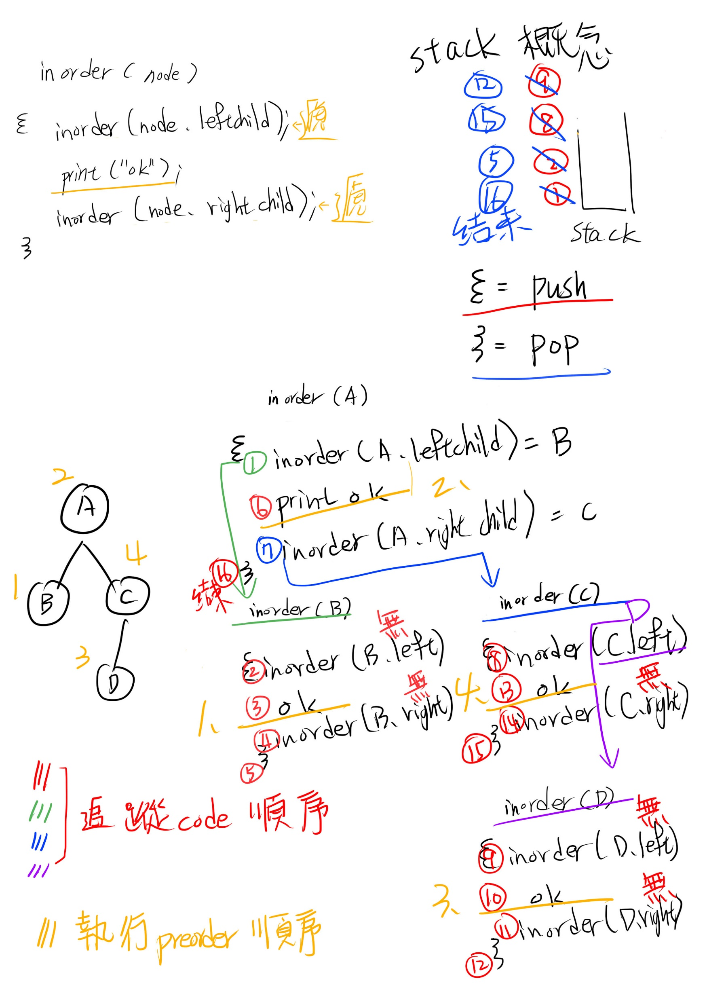 stack 概念
inorder ( node )
{ inorder (node. leftchild); ← 遞
print ("ok");
inorder (node. rightchild); ← 遞
}
⑫ ⑨
⑮ ⑧
⑤ ②
⑯ ①
結束
stack
{ = push
} = pop
inorder (A)
{ ① inorder (A. leftchild) = B
⑥ print ok 2、
⑦ inorder (A. right child) = C
⑯ }
結束
2
A
4
1
B
C
3
D
inorder (B)
無
{ ② inorder (B. left)
無
1、 ③ ok
④ inorder (B. right)
}
⑤
inorder (C)
D
{ ⑧ inorder (C. left)
無
4、 ⑬ ok
⑭ inorder (C. right)
⑮ }
inorder (D)
無
{ ⑨ inorder (D. left)
無
3、 ⑩ ok
⑪ inorder (D. right)
⑫ }
追蹤code 順序
執行preorder 順序